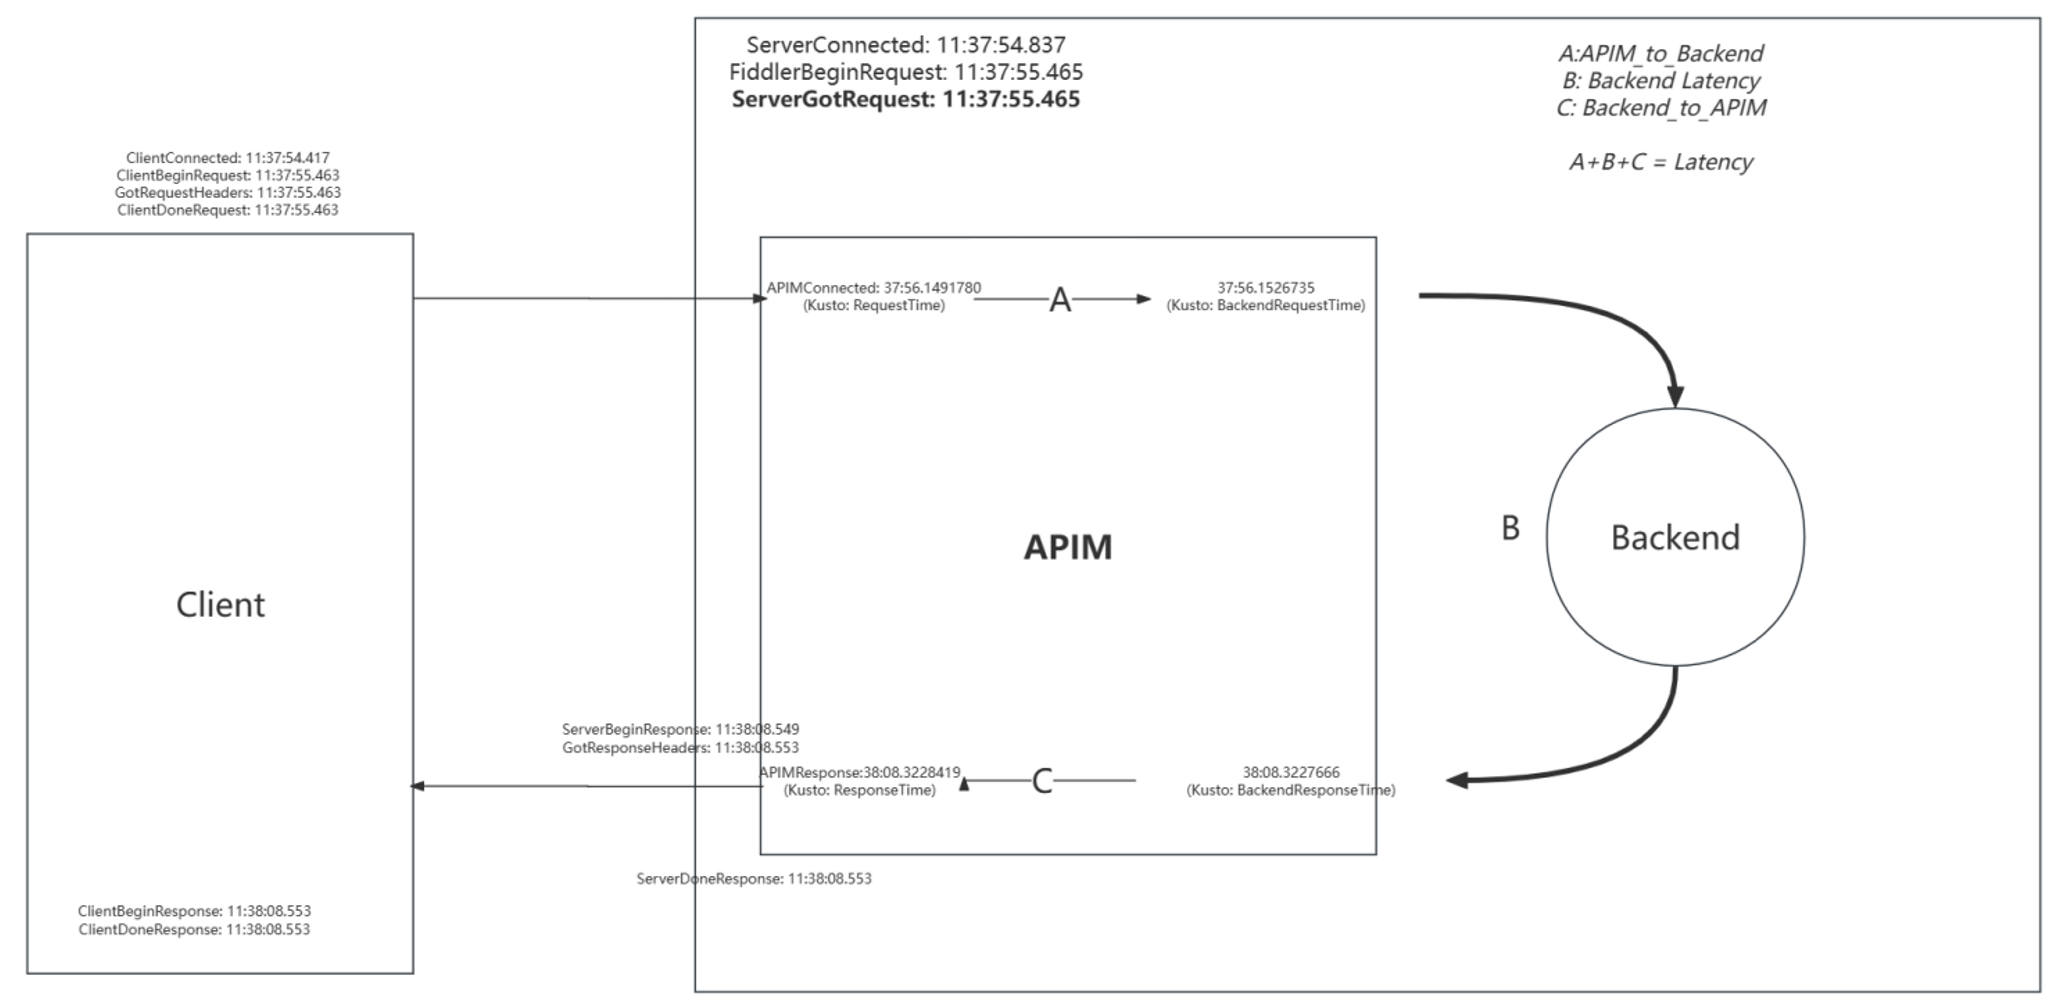 ServerConnected: 11:37:54.837
FiddlerBeginRequest: 11:37:55.465
ServerGotRequest: 11:37:55.465
A:APIM_to_Backend
B: Backend Latency
C: Backend_to_APIM
A+B+C = Latency
ClientConnected: 11:37:54.417
ClientBeginRequest: 11:37:55.463
GotRequestHeaders: 11:37:55.463
ClientDoneRequest: 11:37:55.463
APIMConnected: 37:56.1491780
(Kusto: RequestTime)
A
37:56.1526735
(Kusto: BackendRequestTime)
APIM
B
Backend
Client
ServerBeginResponse: 11:38:08.549
GotResponseHeaders: 11:38:08.553
APIMResponse:38:08.3228419
(Kusto: ResponseTime)
C
38:08.3227666
(Kusto: BackendResponseTime)
ServerDoneResponse: 11:38:08.553
ClientBeginResponse: 11:38:08.553
ClientDoneResponse: 11:38:08.553